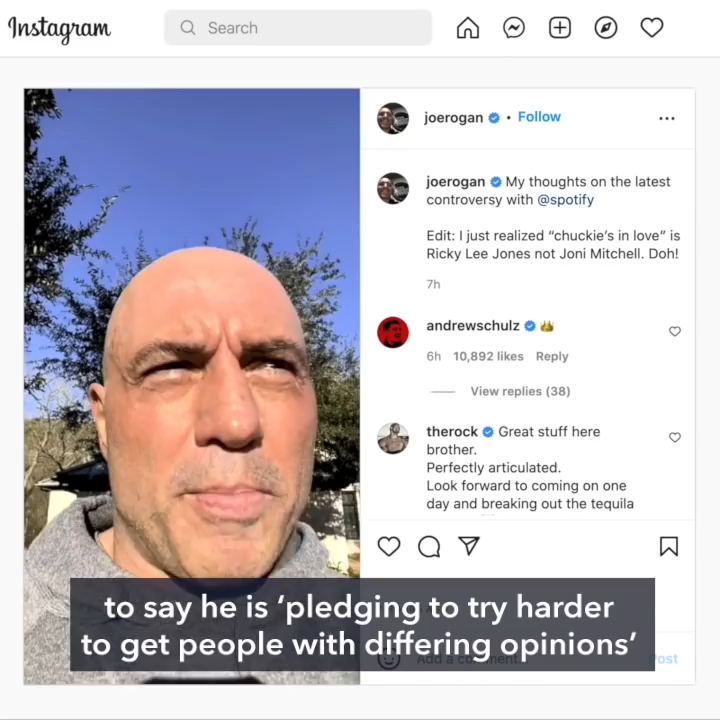 Instagram
Search
joerogan • Follow
joerogan My thoughts on the latest
controversy with @spotify
Edit: I just realized “chuckie’s in love” is
Ricky Lee Jones not Joni Mitchell. Doh!
7h
andrewschulz
6h 10,892 likes Reply
View replies (38)
therock Great stuff here
brother.
Perfectly articulated.
Look forward to coming on one
day and breaking out the tequila
to say he is ‘pledging to try harder
to get people with differing opinions’
Add a comment...
Post